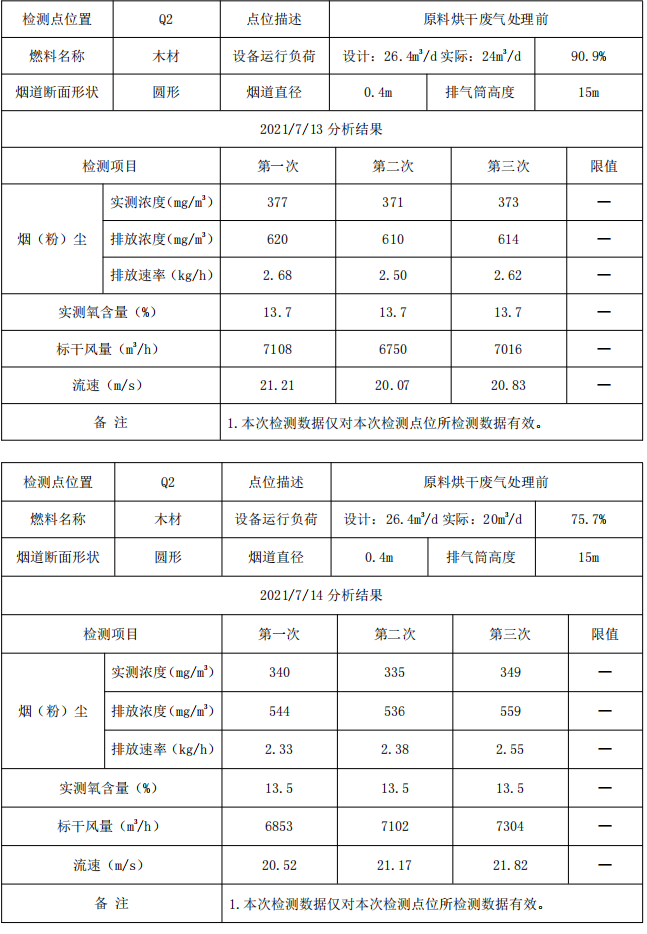 检测点位置 Q2 点位描述 原料烘干废气处理前
燃料名称 木材 设备运行负荷 设计：26.4m³/d 实际：24m³/d 90.9%
烟道断面形状 圆形 烟道直径 0.4m 排气筒高度 15m
2021/7/13 分析结果
检测项目 第一次 第二次 第三次 限值
烟（粉）尘 实测浓度(mg/m³) 377 371 373 —
排放浓度(mg/m³) 620 610 614 —
排放速率（kg/h） 2.68 2.50 2.62 —
实测氧含量（%） 13.7 13.7 13.7 —
标干风量（m³/h） 7108 6750 7016 —
流速（m/s） 21.21 20.07 20.83 —
备 注 1.本次检测数据仅对本次检测点位所检测数据有效。
检测点位置 Q2 点位描述 原料烘干废气处理前
燃料名称 木材 设备运行负荷 设计：26.4m³/d 实际：20m³/d 75.7%
烟道断面形状 圆形 烟道直径 0.4m 排气筒高度 15m
2021/7/14 分析结果
检测项目 第一次 第二次 第三次 限值
烟（粉）尘 实测浓度(mg/m³) 340 335 349 —
排放浓度(mg/m³) 544 536 559 —
排放速率（kg/h） 2.33 2.38 2.55 —
实测氧含量（%） 13.5 13.5 13.5 —
标干风量（m³/h） 6853 7102 7304 —
流速（m/s） 20.52 21.17 21.82 —
备 注 1.本次检测数据仅对本次检测点位所检测数据有效。